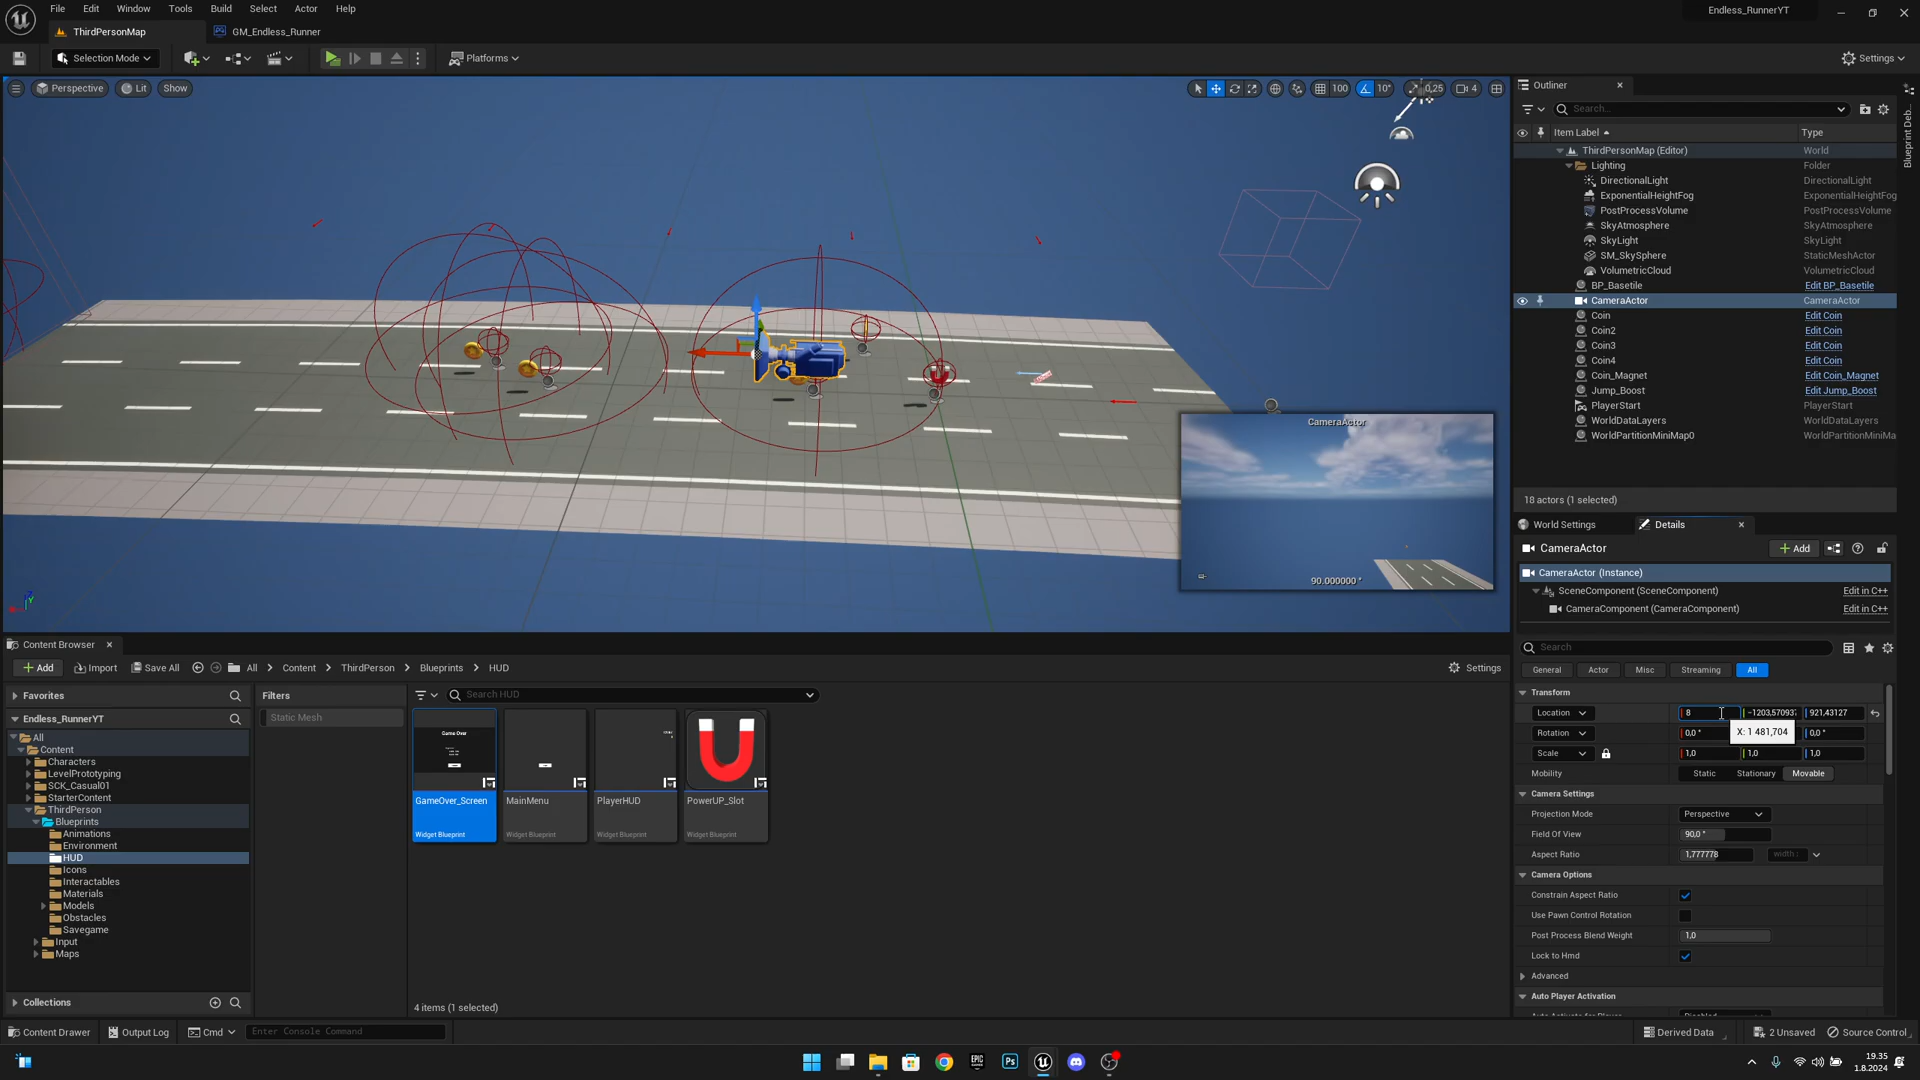 File Edit Window Tools Build Select Actor Help
Endless_RunnerYT
ThirdPersonMap
GM_Endless_Runner
Selection Mode
Platforms
Settings
Perspective
Lit
Show
100
10°
0,25
4
CameraActor
90.000000 °
Outliner
Search...
Item Label
Type
ThirdPersonMap (Editor) World
Lighting Folder
DirectionalLight DirectionalLight
ExponentialHeightFog ExponentialHeightFog
PostProcessVolume PostProcessVolume
SkyAtmosphere SkyAtmosphere
SkyLight SkyLight
SM_SkySphere StaticMeshActor
VolumetricCloud VolumetricCloud
BP_Basetile Edit BP_Basetile
CameraActor CameraActor
Coin Edit Coin
Coin2 Edit Coin
Coin3 Edit Coin
Coin4 Edit Coin
Coin_Magnet Edit Coin_Magnet
Jump_Boost Edit Jump_Boost
PlayerStart PlayerStart
WorldDataLayers WorldDataLayers
WorldPartitionMiniMap0 WorldPartitionMiniMa
18 actors (1 selected)
Blueprint Deb
World Settings
Details
CameraActor
Add
CameraActor (Instance)
SceneComponent (SceneComponent) Edit in C++
CameraComponent (CameraComponent) Edit in C++
Search
General Actor Misc Streaming All
Transform
Location 8 -1203,57093 921,43127
X: 1 481,704
Rotation 0,0 ° 0,0 °
Scale 1,0 1,0 1,0
Mobility Static Stationary Movable
Camera Settings
Projection Mode Perspective
Field Of View 90,0 °
Aspect Ratio 1,777778 width :
Camera Options
Constrain Aspect Ratio
Use Pawn Control Rotation
Post Process Blend Weight 1,0
Lock to Hmd
Advanced
Auto Player Activation
Content Browser
Add Import Save All All Content ThirdPerson Blueprints HUD Settings
Favorites
Endless_RunnerYT
All
Content
Characters
LevelPrototyping
SCK_Casual01
StarterContent
ThirdPerson
Blueprints
Animations
Environment
HUD
Icons
Interactables
Materials
Models
Obstacles
Savegame
Input
Maps
Collections
Filters
Static Mesh
Search HUD
Game Over
GameOver_Screen
Widget Blueprint
MainMenu
Widget Blueprint
PlayerHUD
Widget Blueprint
PowerUP_Slot
Widget Blueprint
4 items (1 selected)
Content Drawer
Output Log
Cmd
Enter Console Command
Derived Data
2 Unsaved
Source Control
EPIC
Ps
19.35
1.8.2024